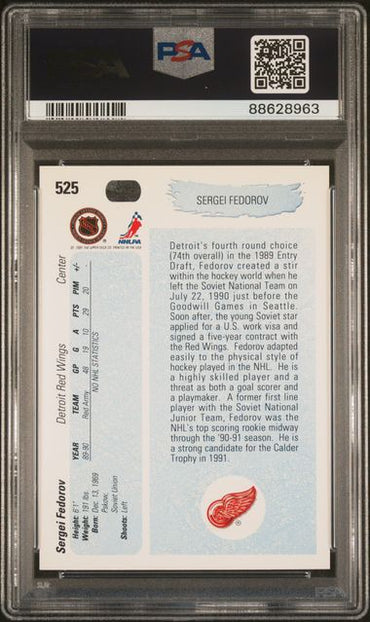 PSA
88628963
525
SERGEI FEDOROV
NHLPA
Detroit's fourth round choice
(74th overall) in the 1989 Entry
Draft, Fedorov created a stir
within the hockey world when he
left the Soviet National Team on
July 22, 1990 just before the
Goodwill Games in Seattle.
Soon after, the young Soviet star
applied for a U.S. work visa and
signed a five-year contract with
the Red Wings. Fedorov adapted
easily to the physical style of
hockey played in the NHL. He is
a highly skilled player and a
threat as both a goal scorer and
a playmaker. A former first line
player with the Soviet National
Junior Team, Fedorov was the
NHL's top scoring rookie midway
through the '90-91 season. He is
a strong candidate for the Calder
Trophy in 1991.
Sergei Fedorov Detroit Red Wings Center
Height: 6'1"
Weight: 191 lbs.
Born: Dec. 13, 1969
Pskow,
Soviet Union
Shoots: Left
YEAR TEAM GP G A PTS PIM +/-
89-90 Red Army 48 19 10 29 20
NO NHL STATISTICS